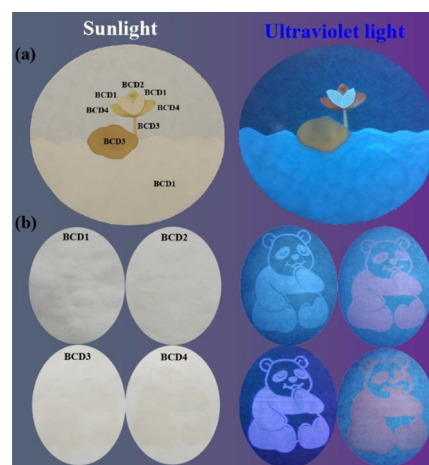 Sunlight Ultraviolet light
(a)
BCD2
BCD1 BCD1
BCD4 BCD4
BCD3
BCD3
BCD1
(b)
BCD1 BCD2
BCD3 BCD4